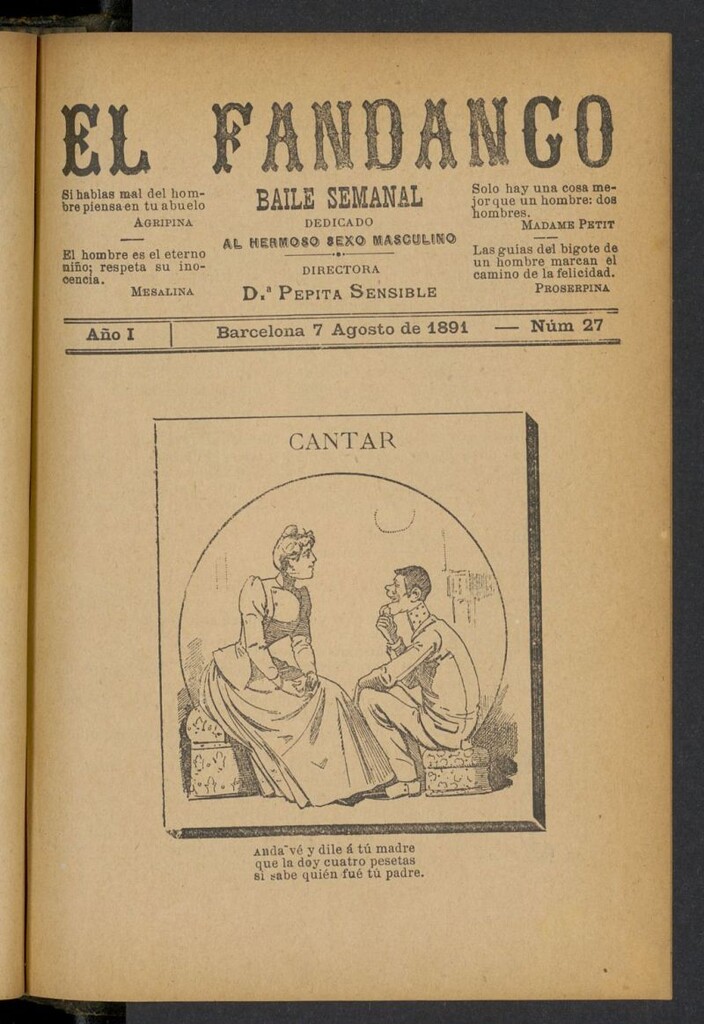 EL FANDANGO
Si hablas mal del hom-
bre piensa en tu abuelo
AGRIPINA
El hombre es el eterno
niño; respeta su ino-
cencia.
MESALINA
BAILE SEMANAL
DEDICADO
AL HERMOSO SEXO MASCULINO
DIRECTORA
D.ª PEPITA SENSIBLE
Solo hay una cosa me-
jor que un hombre: dos
hombres.
MADAME PETIT
Las guias del bigote de
un hombre marcan el
camino de la felicidad.
PROSERPINA
Año I
Barcelona 7 Agosto de 1891 — Núm 27
CANTAR
Anda vé y dile á tú madre
que la doy cuatro pesetas
si sabe quién fué tú padre.